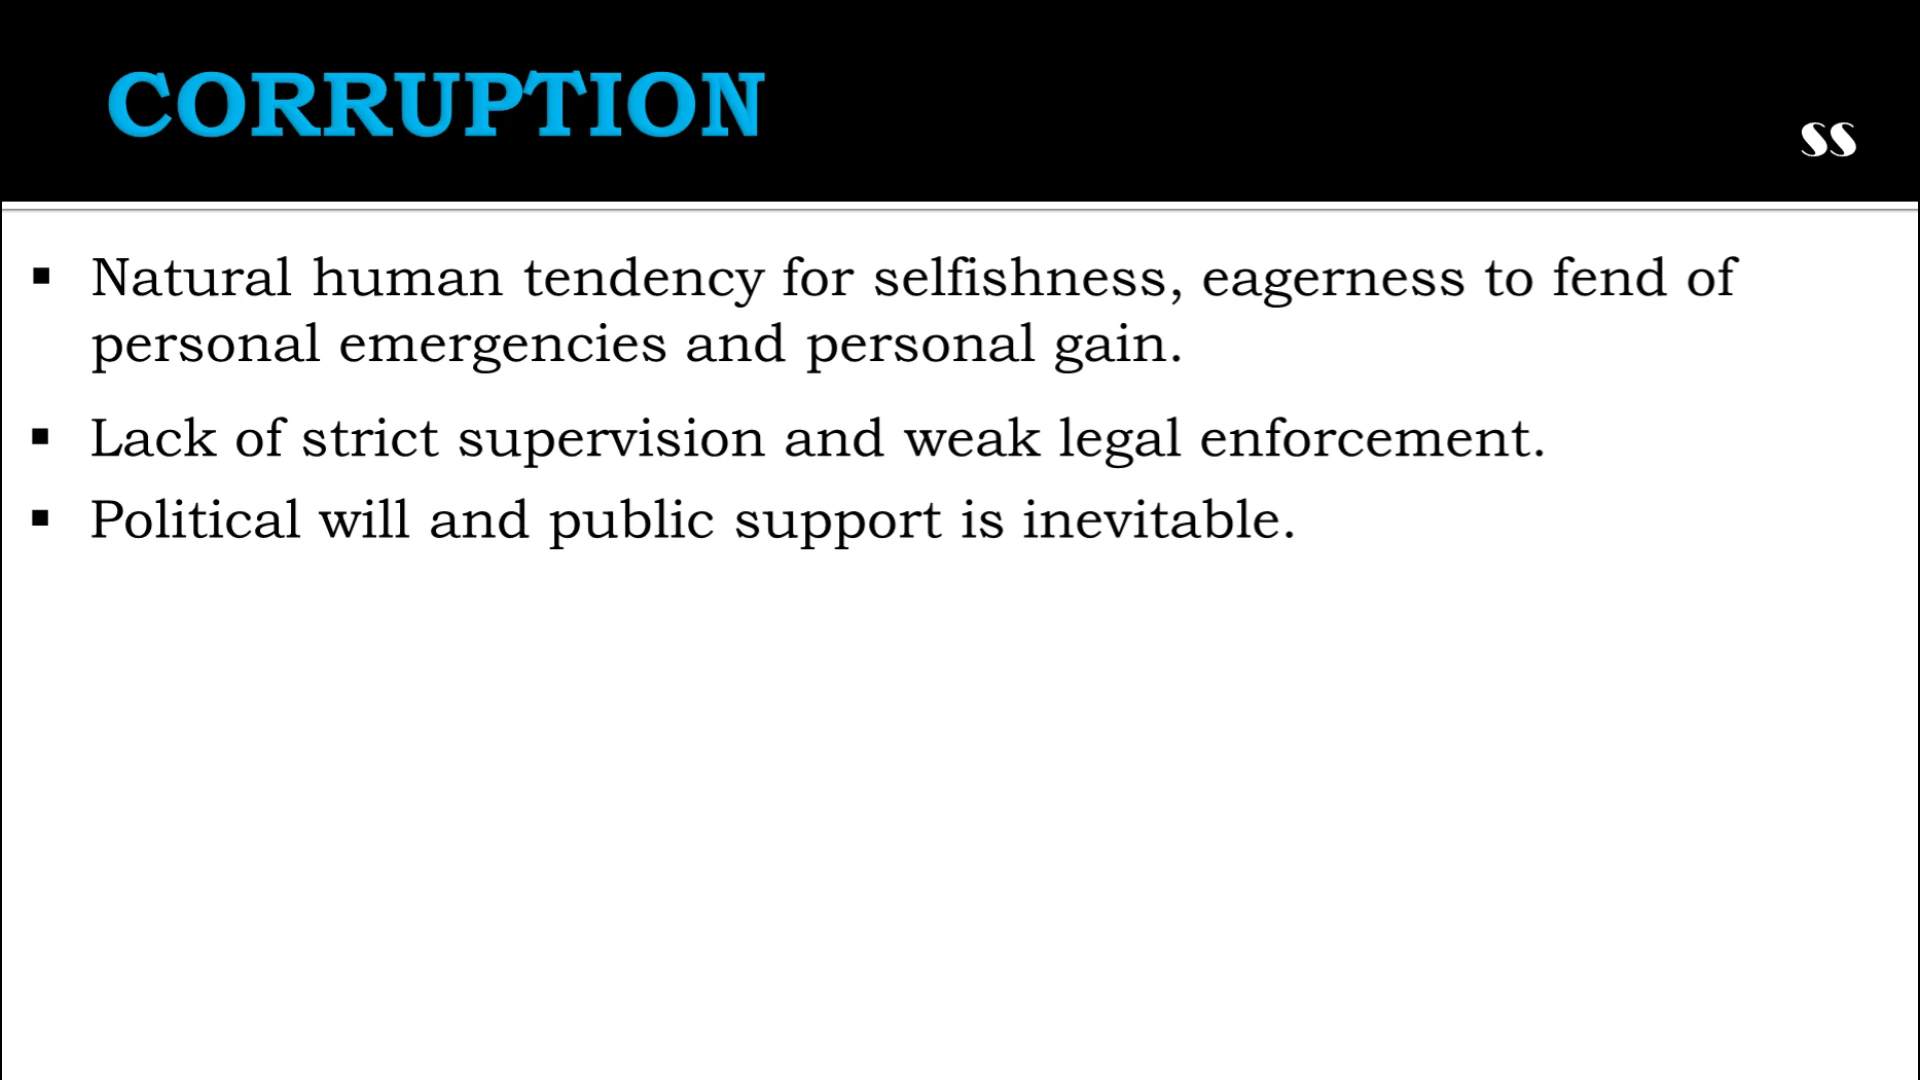 CORRUPTION
SS
▪ Natural human tendency for selfishness, eagerness to fend of
personal emergencies and personal gain.
▪ Lack of strict supervision and weak legal enforcement.
▪ Political will and public support is inevitable.